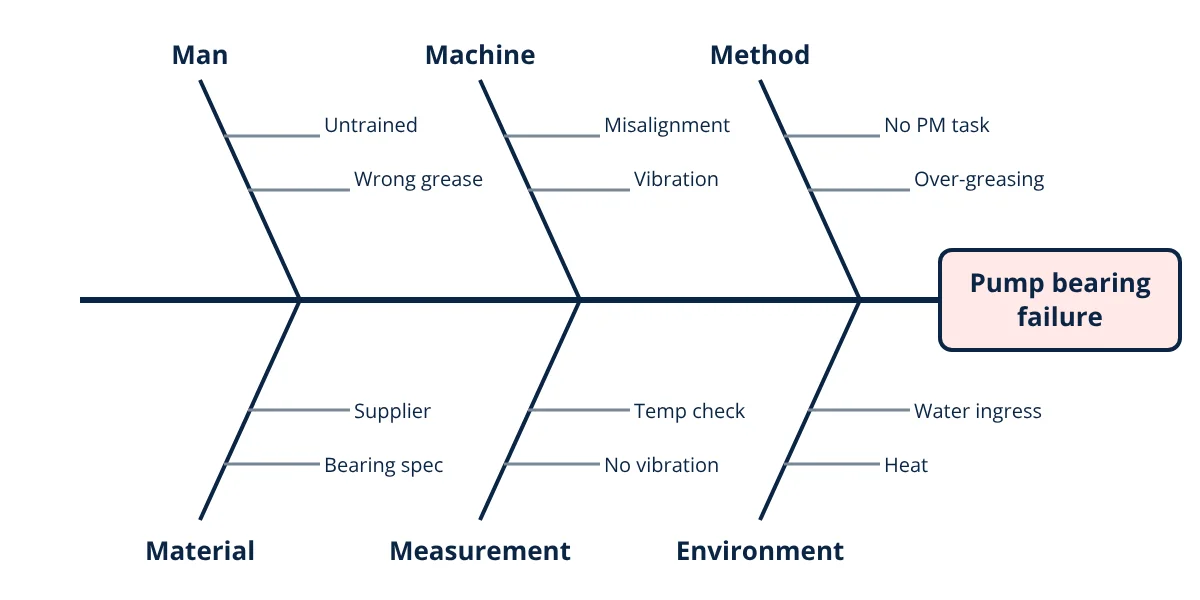 Man
Machine
Method
Untrained
Misalignment
No PM task
Wrong grease
Vibration
Over-greasing
Pump bearing
failure
Supplier
Temp check
Water ingress
Bearing spec
No vibration
Heat
Material
Measurement
Environment